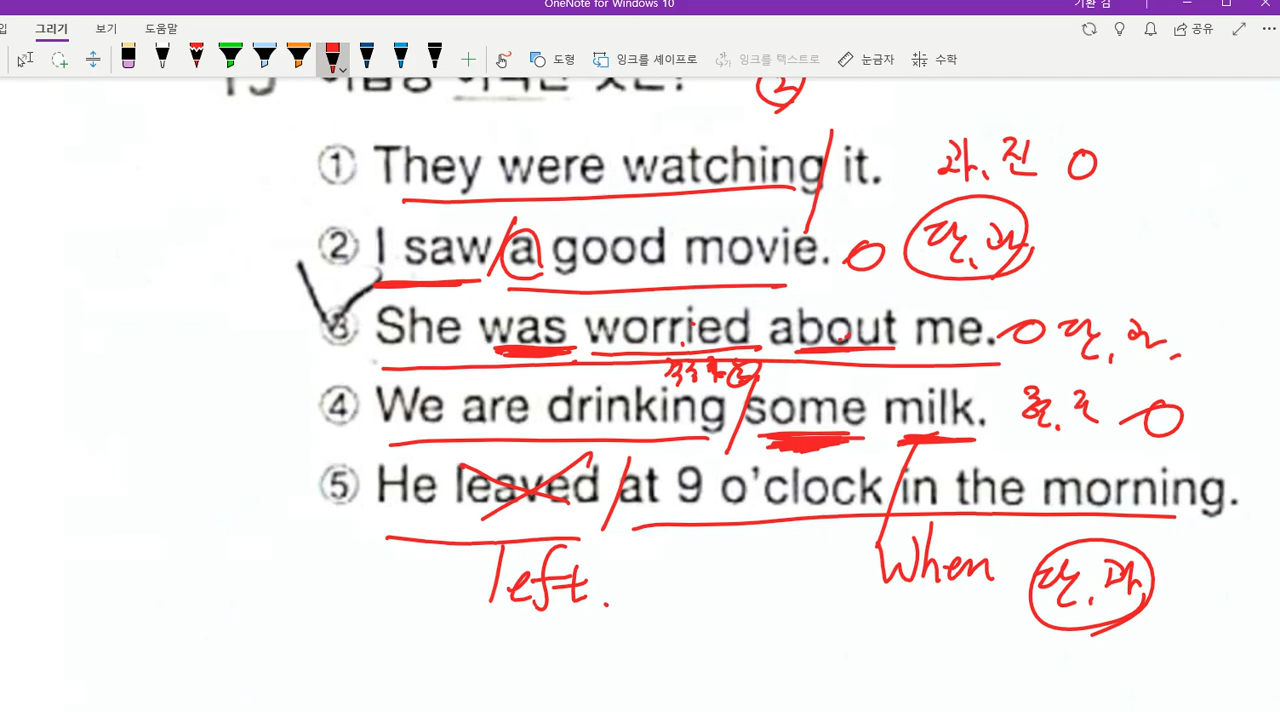 OneNote for Windows 10
기환 김
그리기 보기 도움말
공유
도형 잉크를 셰이프로 잉크를 텍스트로 눈금자 수학
① They were watching it. 과, 진 O
② I saw a good movie. O 단, 과,
③ She was worried about me. O 단, 과.
④ We are drinking some milk. O
⑤ He leaved at 9 o'clock in the morning.
left. When 단, 과,